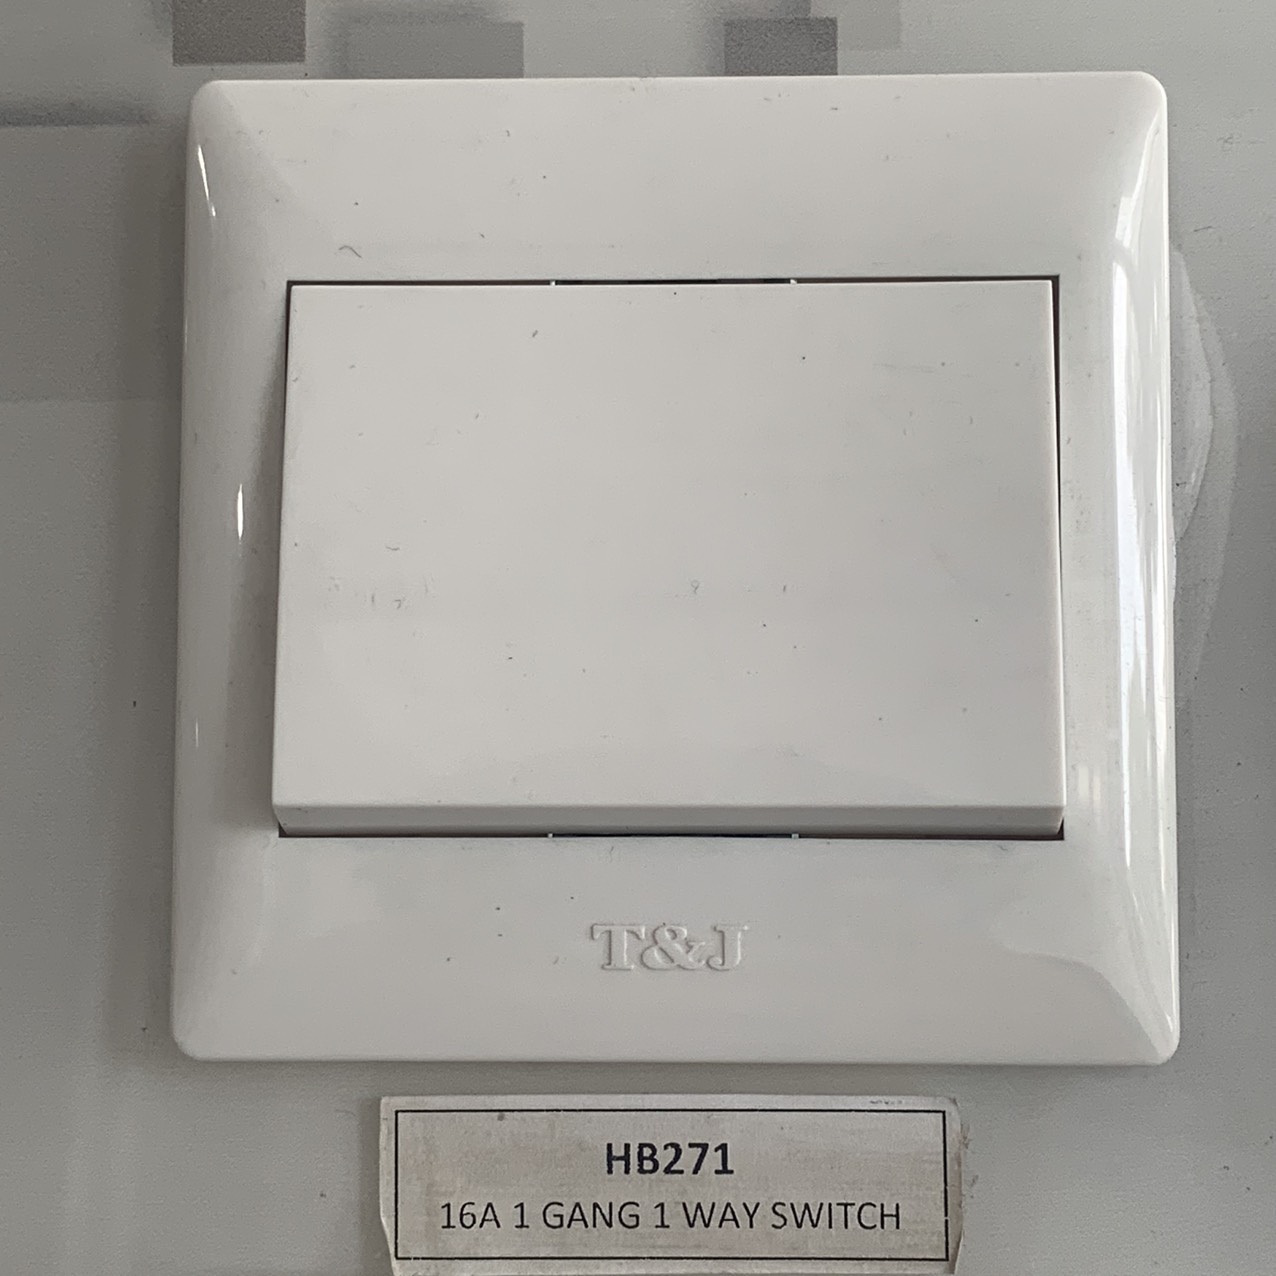 T&J
HB271
16A 1 GANG 1 WAY SWITCH